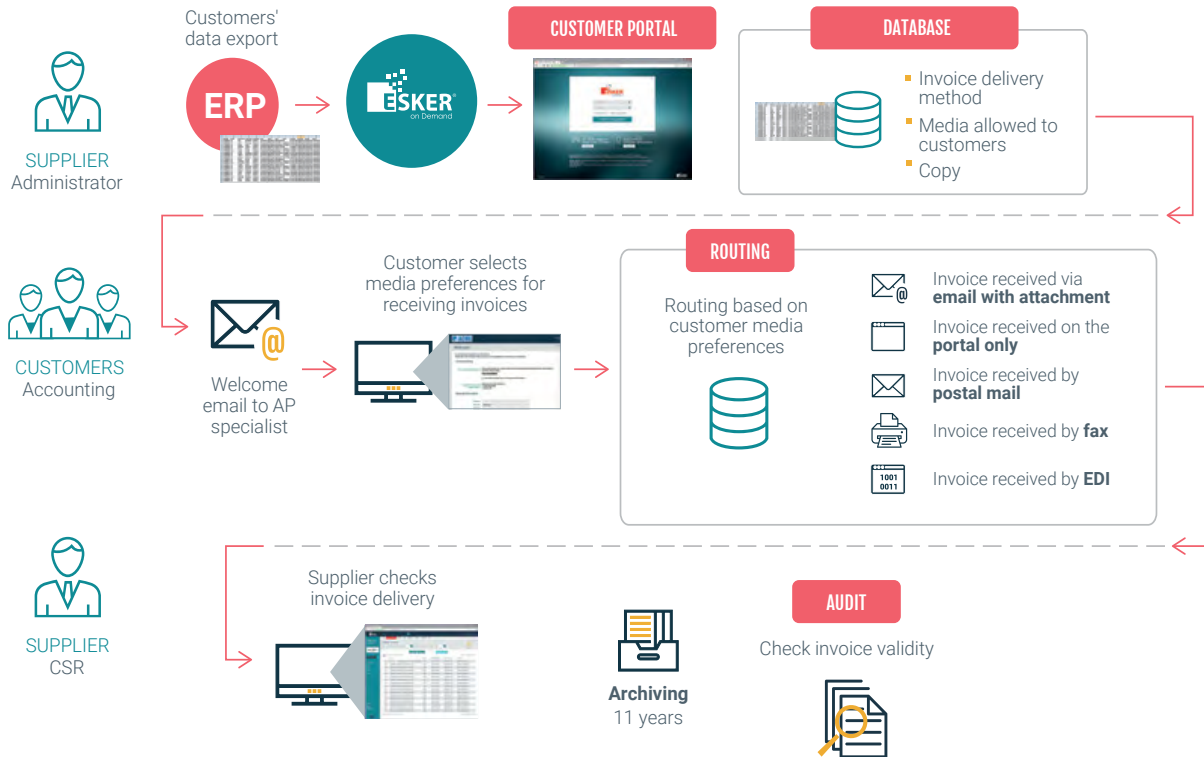 Customers'
data export
ERP
ESKER
on Demand
CUSTOMER PORTAL
ESKER
DATABASE
Invoice delivery
method
Media allowed to
customers
Copy
SUPPLIER
Administrator
CUSTOMERS
Accounting
@
Welcome
email to AP
specialist
Customer selects
media preferences for
receiving invoices
ROUTING
Routing based on
customer media
preferences
@
Invoice received via
email with attachment
Invoice received on the
portal only
Invoice received by
postal mail
Invoice received by fax
1001
0011
Invoice received by EDI
SUPPLIER
CSR
Supplier checks
invoice delivery
Archiving
11 years
AUDIT
Check invoice validity